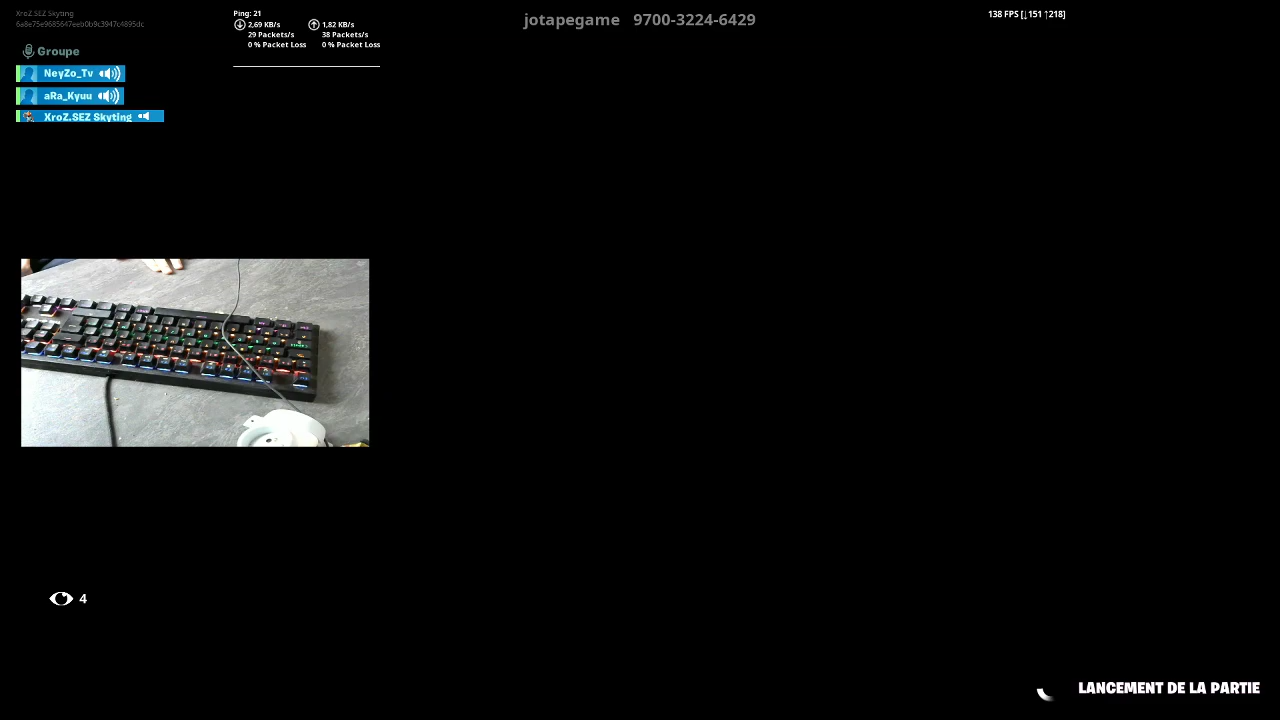 XroZ.SEZ Skyting
6a8e75e9685647eeb0b9c3947c4895dc
Groupe
NeyZo_Tv
aRa_Kyuu
XroZ.SEZ Skyting
Ping: 21
2,69 KB/s
1,82 KB/s
29 Packets/s
38 Packets/s
0 % Packet Loss
0 % Packet Loss
jotapegame 9700-3224-6429
138 FPS [↓151 ↑218]
4
LANCEMENT DE LA PARTIE